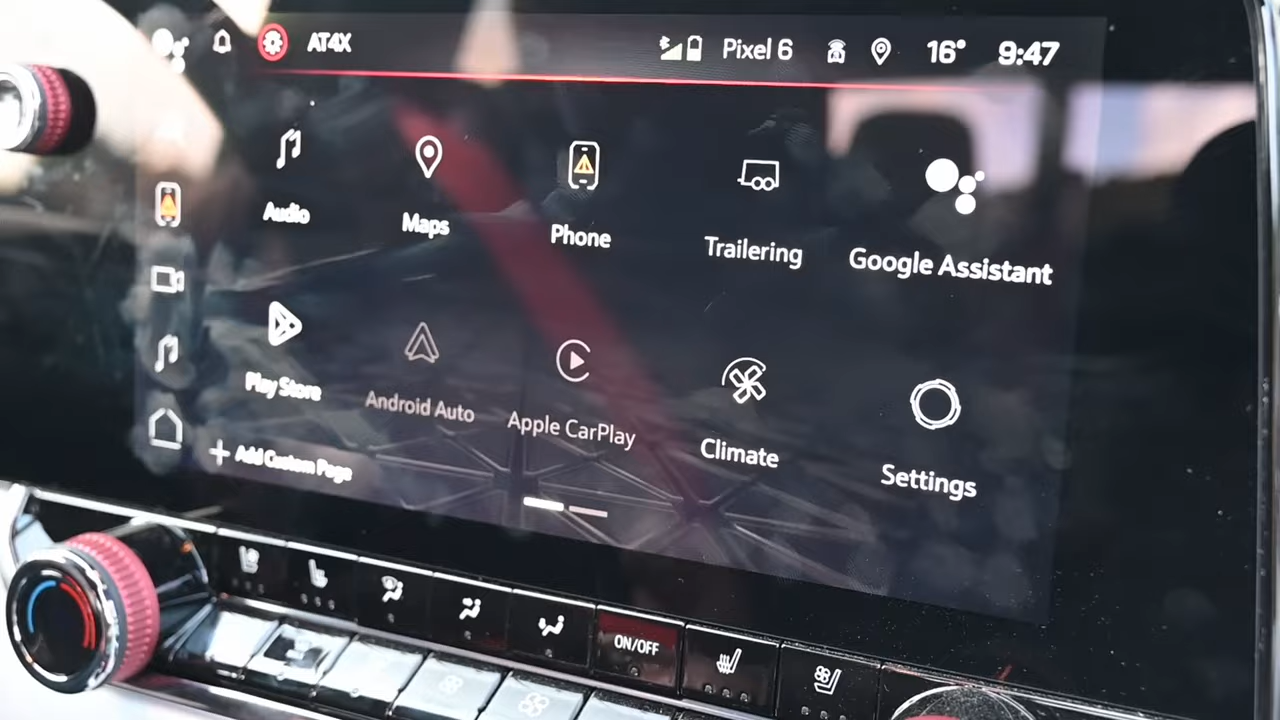 AT4X
Pixel 6
16°
9:47
Audio
Maps
Phone
Trailering
Google Assistant
Play Store
Android Auto
Apple CarPlay
Climate
Settings
+ Add Custom Page
ON/OFF